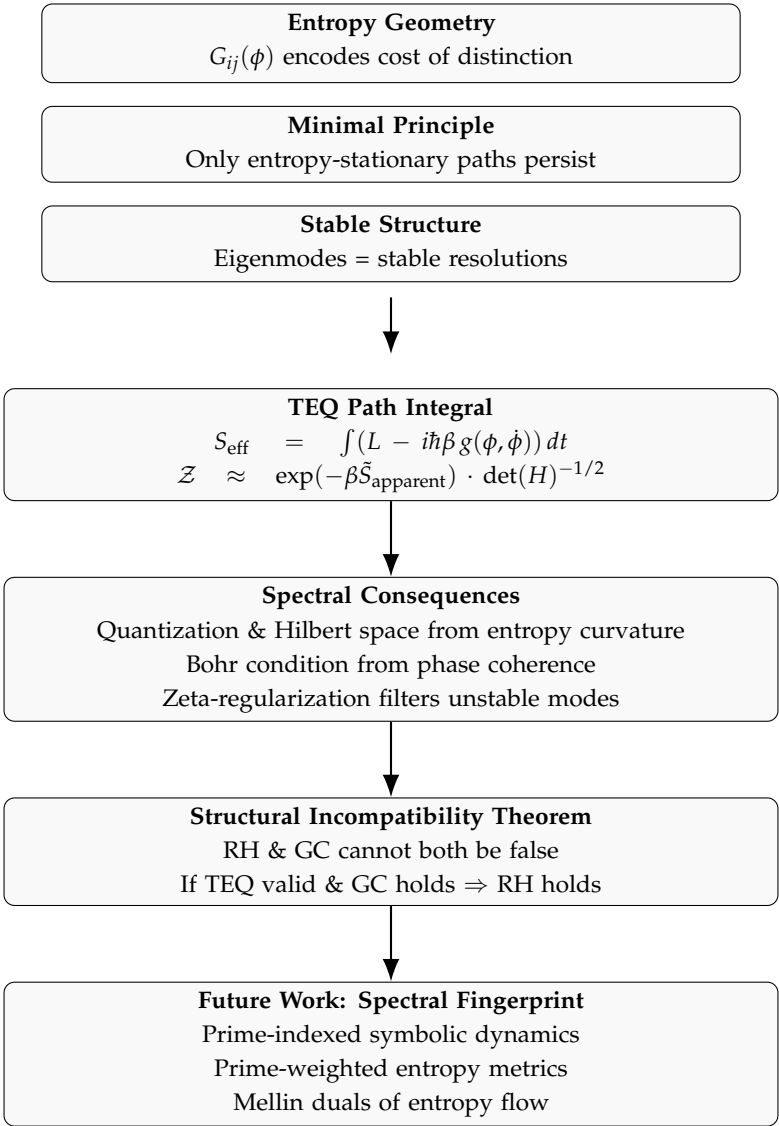 Entropy Geometry
G_{ij}(ϕ) encodes cost of distinction
Minimal Principle
Only entropy-stationary paths persist
Stable Structure
Eigenmodes = stable resolutions
TEQ Path Integral
S_{eff} = ∫(L − iℏβ g(ϕ, ϕ̇)) dt
𝒵 ≈ exp(−βS̃_{apparent}) · det(H)^{−1/2}
Spectral Consequences
Quantization & Hilbert space from entropy curvature
Bohr condition from phase coherence
Zeta-regularization filters unstable modes
Structural Incompatibility Theorem
RH & GC cannot both be false
If TEQ valid & GC holds ⇒ RH holds
Future Work: Spectral Fingerprint
Prime-indexed symbolic dynamics
Prime-weighted entropy metrics
Mellin duals of entropy flow